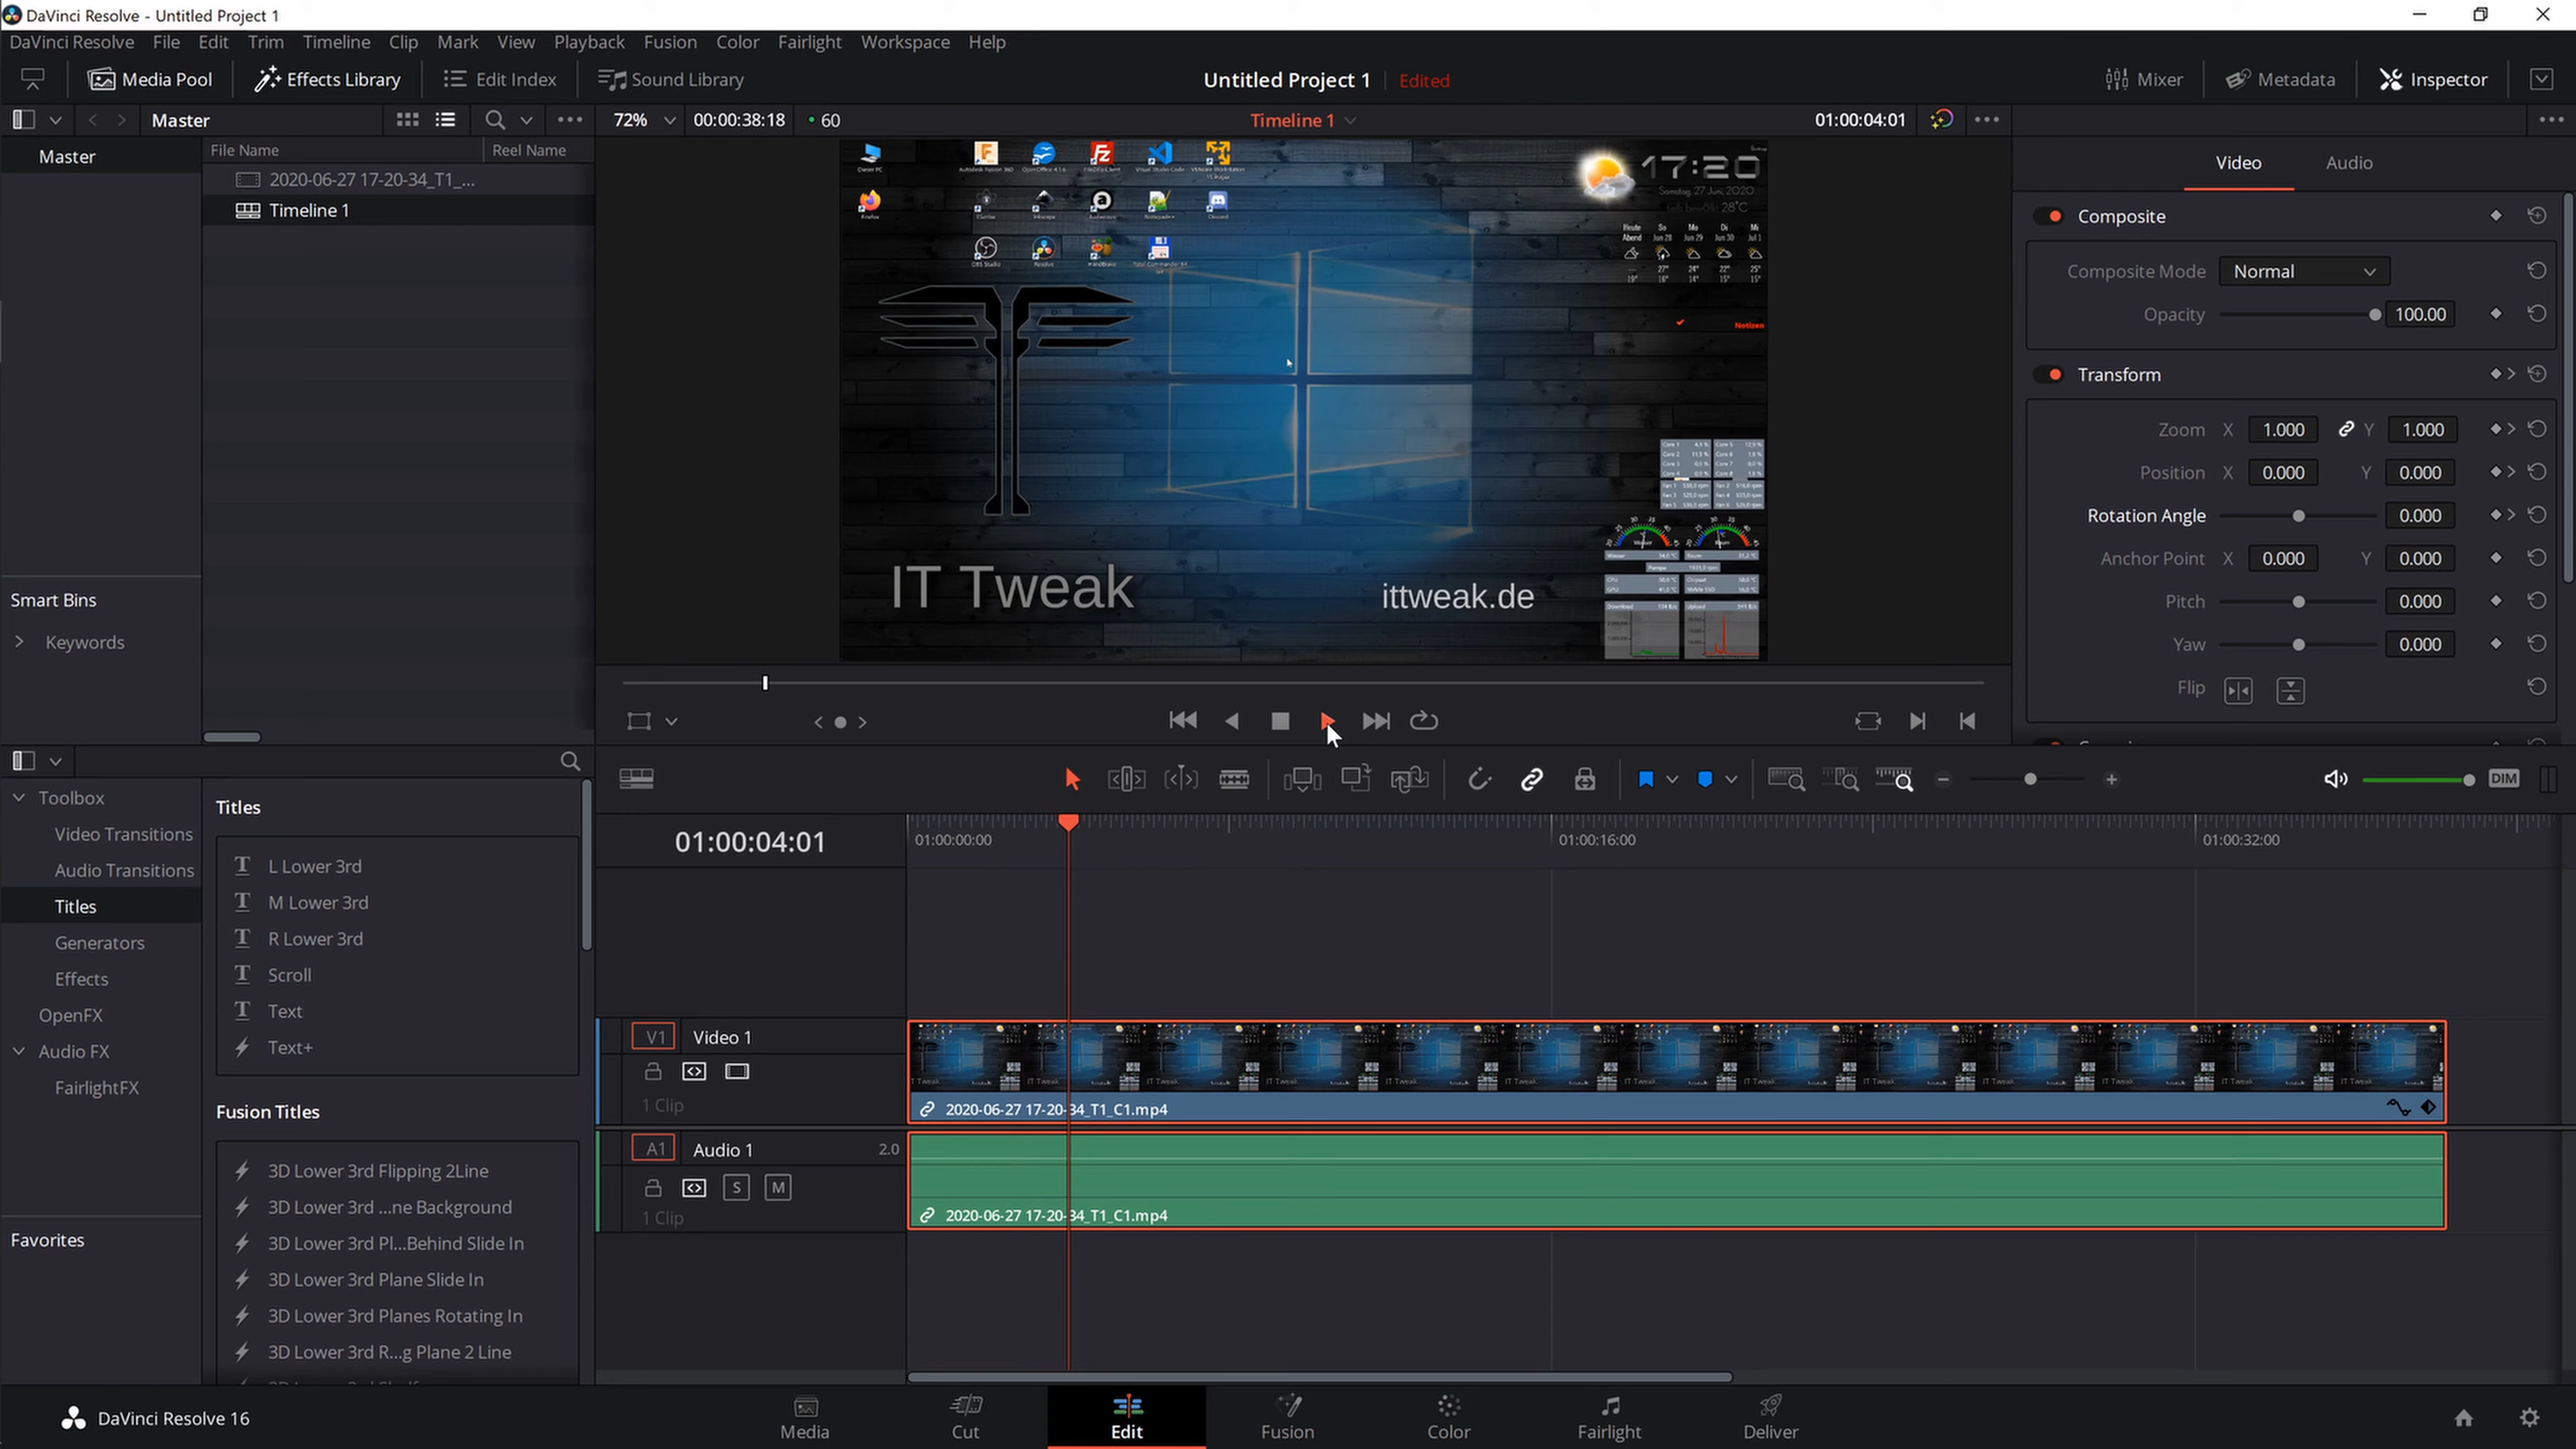 DaVinci Resolve - Untitled Project 1
DaVinci Resolve File Edit Trim Timeline Clip Mark View Playback Fusion Color Fairlight Workspace Help
Media Pool Effects Library Edit Index Sound Library Untitled Project 1 Edited Mixer Metadata Inspector
Master 72% 00:00:38:18 60 Timeline 1 01:00:04:01
Master
File Name Reel Name
2020-06-27 17-20-34_T1_...
Timeline 1
Smart Bins
Keywords
17:20
Samstag, 27 Juni, 2020
28°C
Notizen
IT Tweak
ittweak.de
Video Audio
Composite
Composite Mode Normal
Opacity 100.00
Transform
Zoom X 1.000 Y 1.000
Position X 0.000 Y 0.000
Rotation Angle 0.000
Anchor Point X 0.000 Y 0.000
Pitch 0.000
Yaw 0.000
Flip
Toolbox
Video Transitions
Audio Transitions
Titles
Generators
Effects
OpenFX
Audio FX
FairlightFX
Favorites
Titles
L Lower 3rd
M Lower 3rd
R Lower 3rd
Scroll
Text
Text+
Fusion Titles
3D Lower 3rd Flipping 2Line
3D Lower 3rd ...ne Background
3D Lower 3rd Pl...Behind Slide In
3D Lower 3rd Plane Slide In
3D Lower 3rd Planes Rotating In
3D Lower 3rd R...g Plane 2 Line
DIM
01:00:04:01 01:00:00:00 01:00:16:00 01:00:32:00
V1 Video 1
1 Clip
2020-06-27 17-20-34_T1_C1.mp4
A1 Audio 1 2.0
S M
1 Clip
2020-06-27 17-20-34_T1_C1.mp4
DaVinci Resolve 16
Media Cut Edit Fusion Color Fairlight Deliver